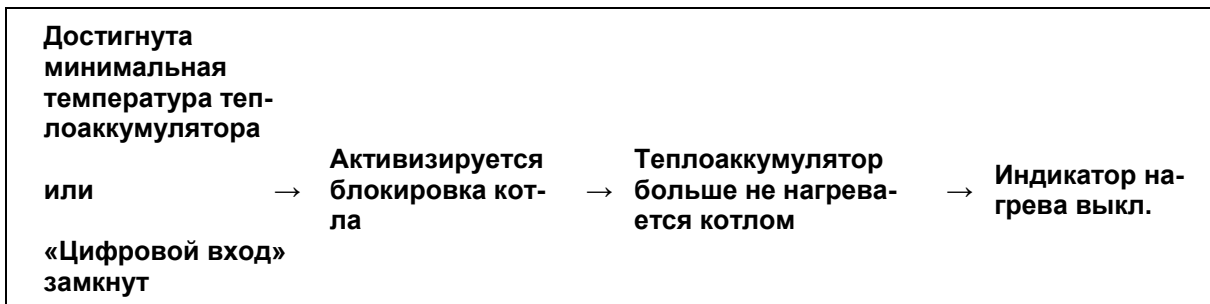 Достигнута
минимальная
температура теп-
лоаккумулятора
или
«Цифровой вход»
замкнут
→
Активизируется
блокировка кот-
ла
→
Теплоаккумулятор
больше не нагрева-
ется котлом
→
Индикатор на-
грева выкл.